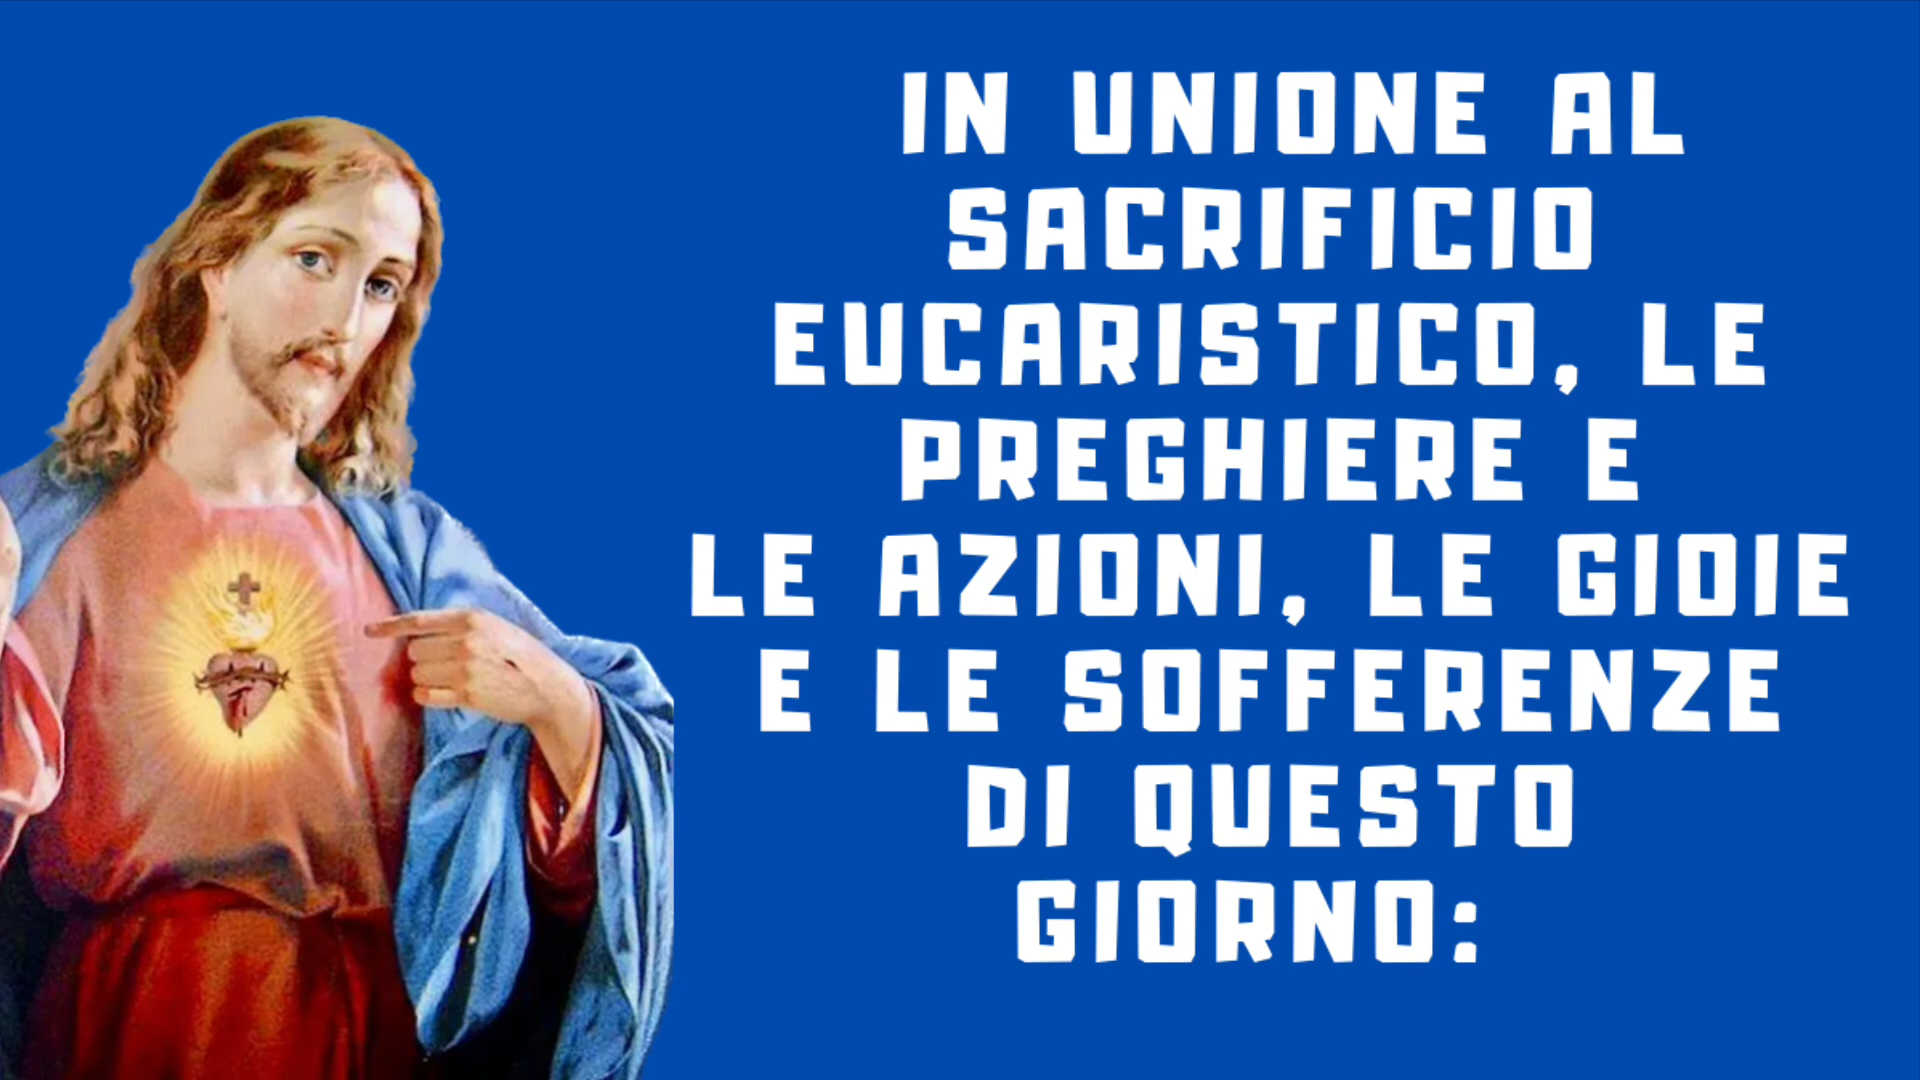 IN UNIONE AL
SACRIFICIO
EUCARISTICO, LE
PREGHIERE E
LE AZIONI, LE GIOIE
E LE SOFFERENZE
DI QUESTO
GIORNO: